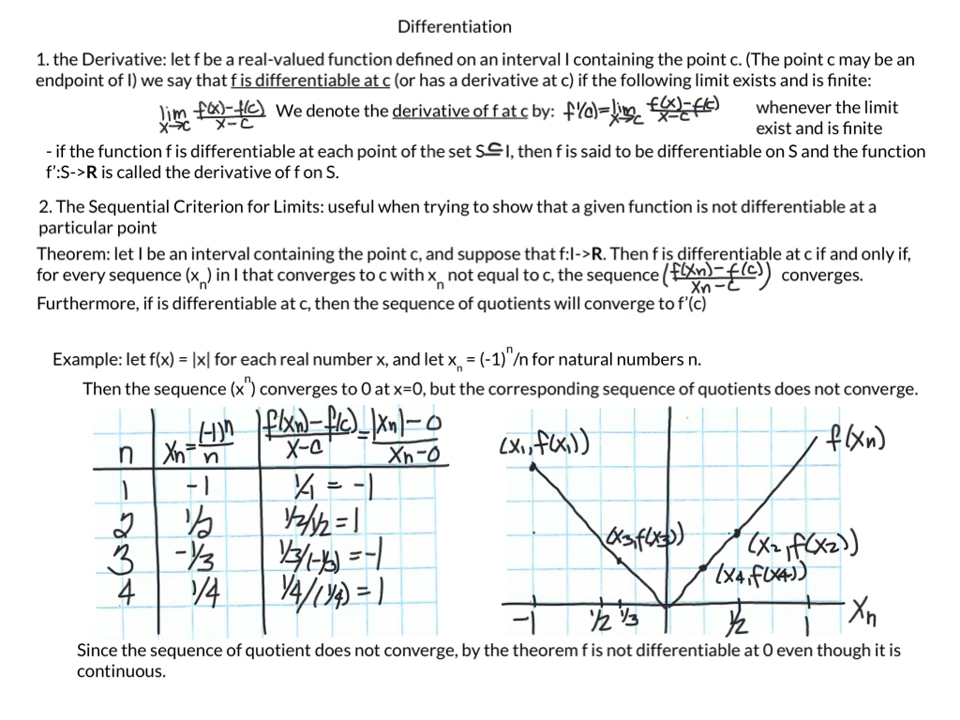 Differentiation
1. the Derivative: let f be a real-valued function defined on an interval I containing the point c. (The point c may be an
endpoint of I) we say that f is differentiable at c (or has a derivative at c) if the following limit exists and is finite:
lim x→c f(x)-f(c) / x-c We denote the derivative of f at c by: f'(c)=lim x→c f(x)-f(c) / x-c whenever the limit
exist and is finite
- if the function f is differentiable at each point of the set S⊆I, then f is said to be differentiable on S and the function
f':S->R is called the derivative of f on S.
2. The Sequential Criterion for Limits: useful when trying to show that a given function is not differentiable at a
particular point
Theorem: let I be an interval containing the point c, and suppose that f:I->R. Then f is differentiable at c if and only if,
for every sequence (x_n) in I that converges to c with x_n not equal to c, the sequence (f(xn)-f(c) / xn-c) converges.
Furthermore, if is differentiable at c, then the sequence of quotients will converge to f'(c)
Example: let f(x) = |x| for each real number x, and let x_n = (-1)^n/n for natural numbers n.
Then the sequence (x^n) converges to 0 at x=0, but the corresponding sequence of quotients does not converge.
n xn=(-1)^n / n f(xn)-f(c) / x-c = |xn|-0 / xn-0
1 -1 1/-1 = -1
2 1/2 1/2/1/2 = 1
3 -1/3 1/3/(-1/3) = -1
4 1/4 1/4/(1/4) = 1
(x1,f(x1))
f(xn)
(x3,f(x3))
(x2,f(x2))
(x4,f(x4))
-1 1/2 1/3 1/2 1 xn
Since the sequence of quotient does not converge, by the theorem f is not differentiable at 0 even though it is
continuous.